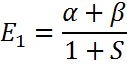 E₁ = (α + β) / (1 + S)